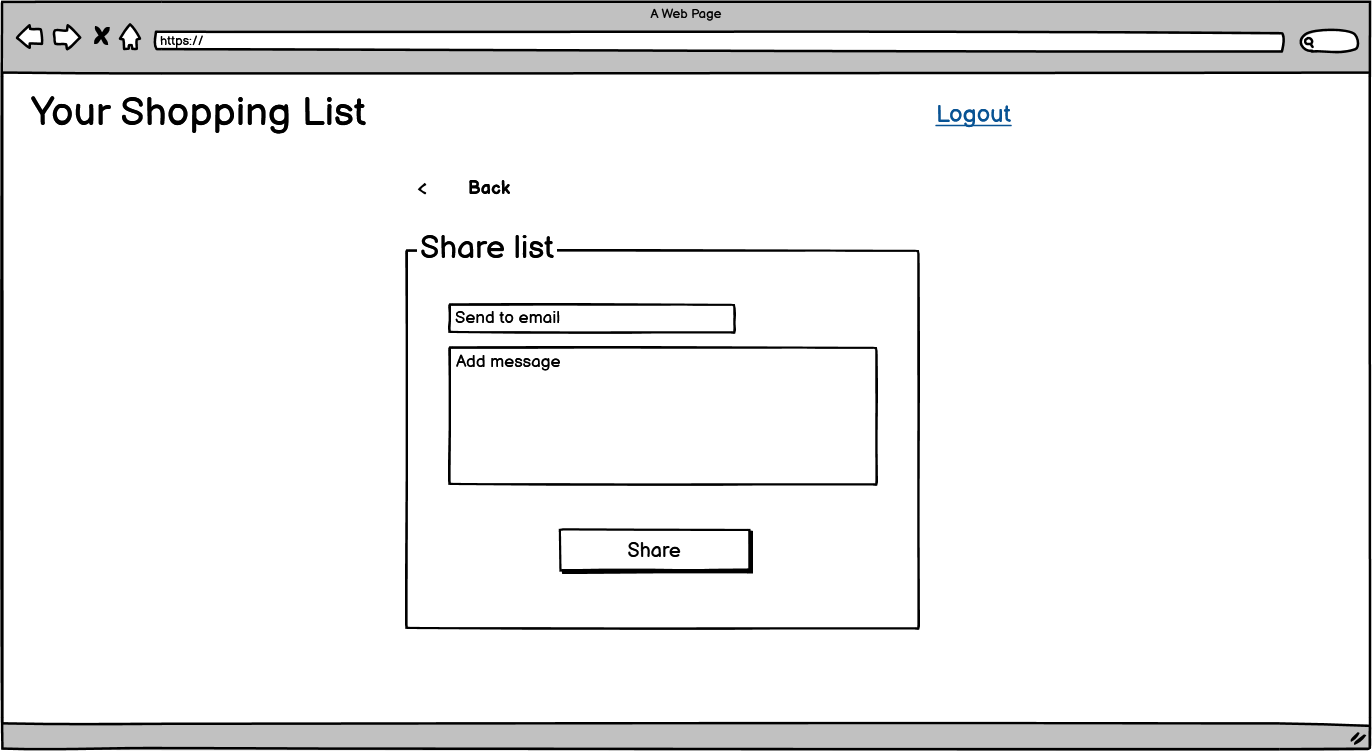 A Web Page
https://
Your Shopping List
Logout
< Back
Share list
Send to email
Add message
Share